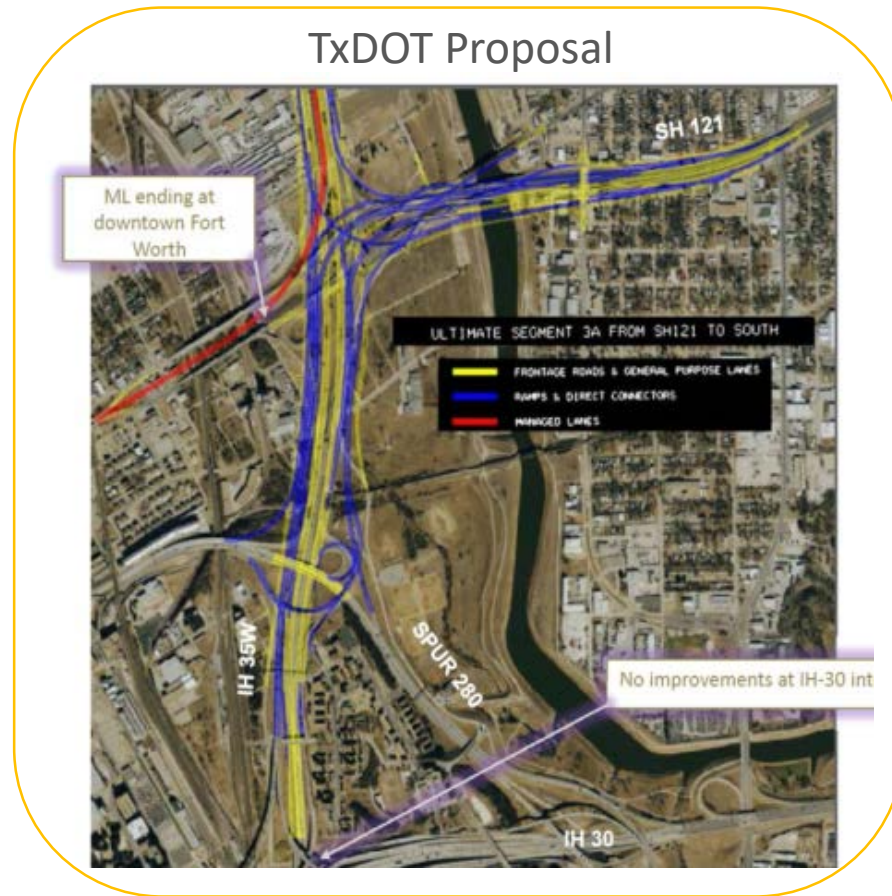 TxDOT Proposal
SH 121
ML ending at
downtown Fort
Worth
ULTIMATE SEGMENT 3A FROM SH121 TO SOUTH
FRONTAGE ROADS & GENERAL PURPOSE LANES
RAMPS & DIRECT CONNECTORS
MANAGED LANES
IH 35W
SPUR 280
No improvements at IH-30 int
IH 30